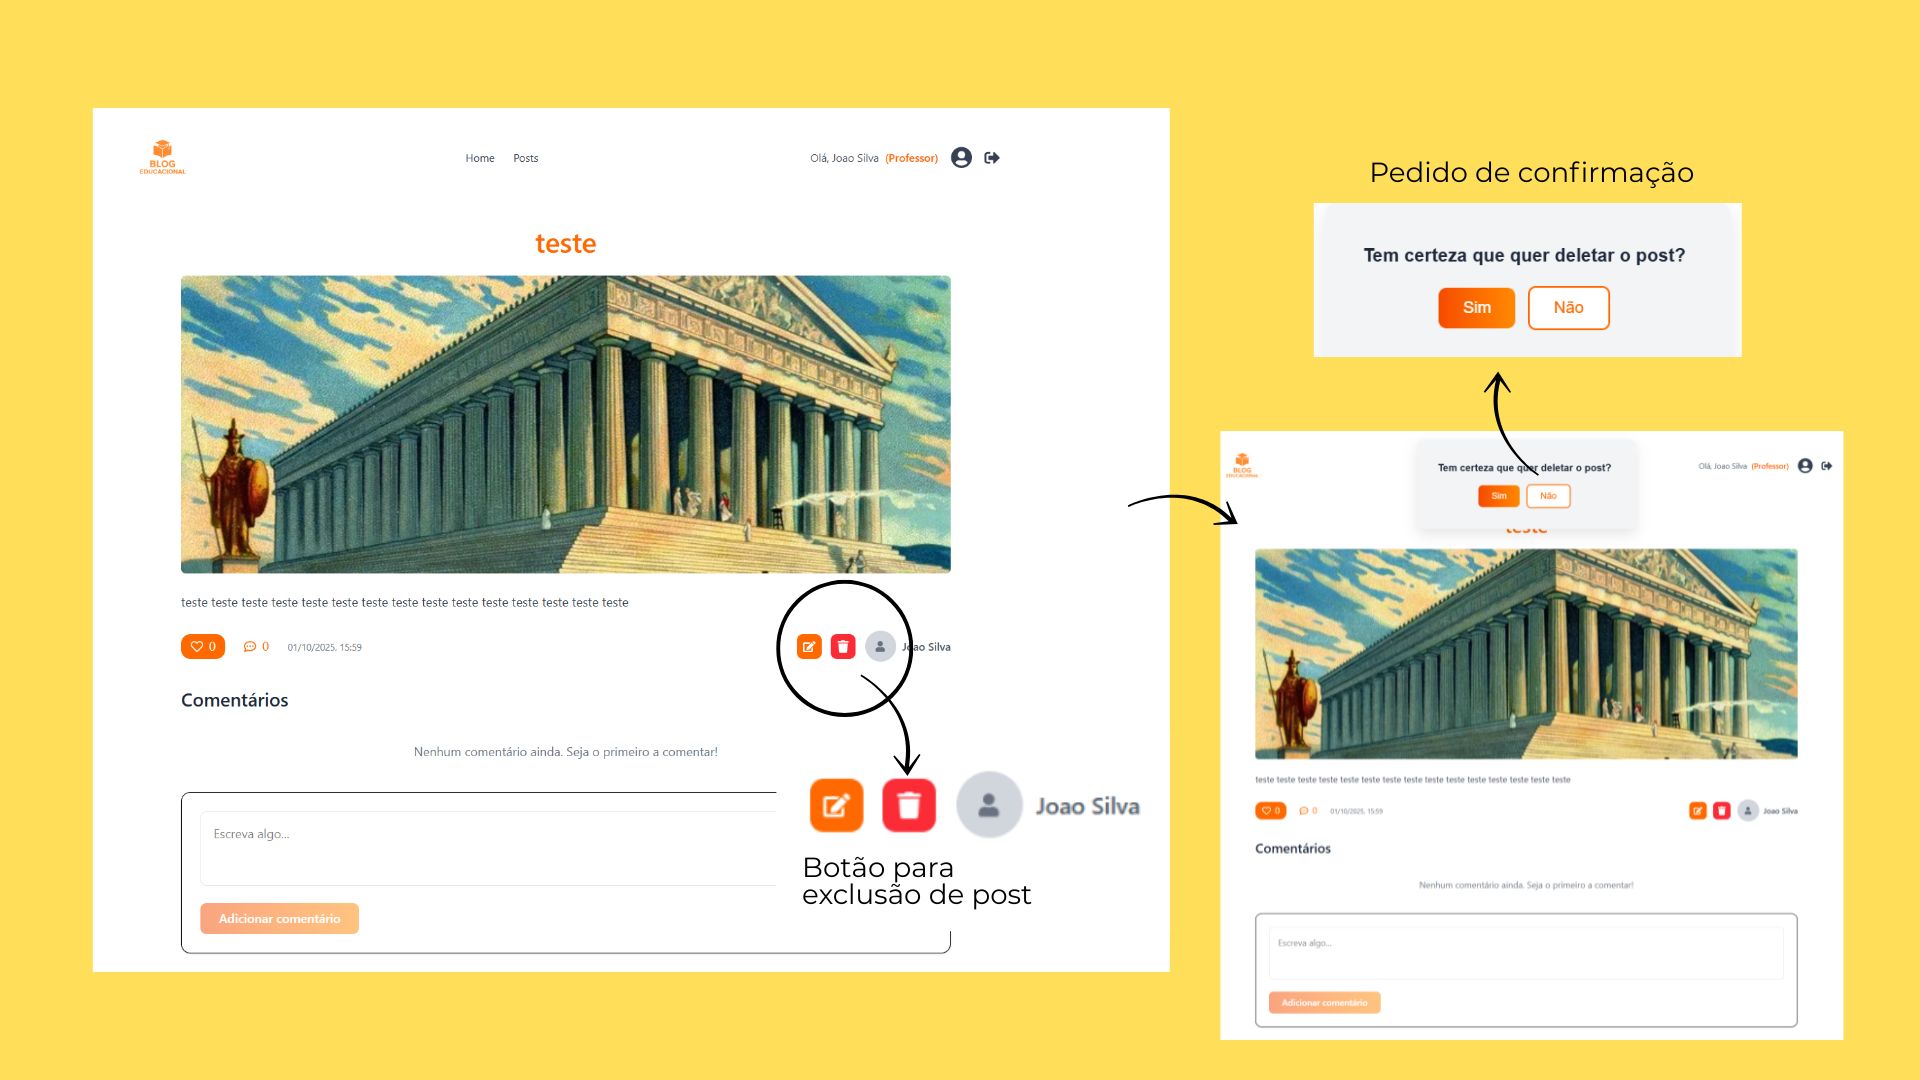 BLOG
EDUCACIONAL
Home
Posts
Olá, Joao Silva (Professor)
teste
teste teste teste teste teste teste teste teste teste teste teste teste teste teste teste
0
0
01/10/2025, 15:59
Joao Silva
Comentários
Nenhum comentário ainda. Seja o primeiro a comentar!
Escreva algo...
Adicionar comentário
Joao Silva
Botão para
exclusão de post
Pedido de confirmação
Tem certeza que quer deletar o post?
Sim
Não
BLOG
EDUCACIONAL
Tem certeza que quer deletar o post?
Sim
Não
Olá, Joao Silva (Professor)
teste
teste teste teste teste teste teste teste teste teste teste teste teste teste teste teste
0
0
01/10/2025, 15:59
Joao Silva
Comentários
Nenhum comentário ainda. Seja o primeiro a comentar!
Escreva algo...
Adicionar comentário